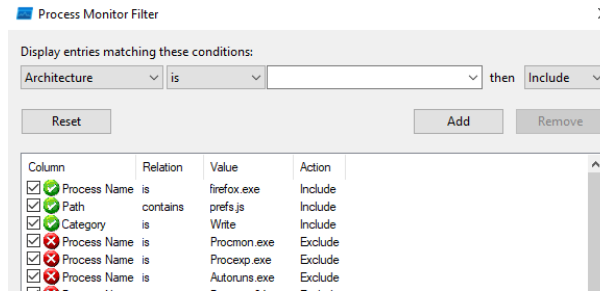 Process Monitor Filter
Display entries matching these conditions:
Architecture is then Include
Reset Add Remove
Column Relation Value Action
Process Name is firefox.exe Include
Path contains prefs.js Include
Category is Write Include
Process Name is Procmon.exe Exclude
Process Name is Procexp.exe Exclude
Process Name is Autoruns.exe Exclude